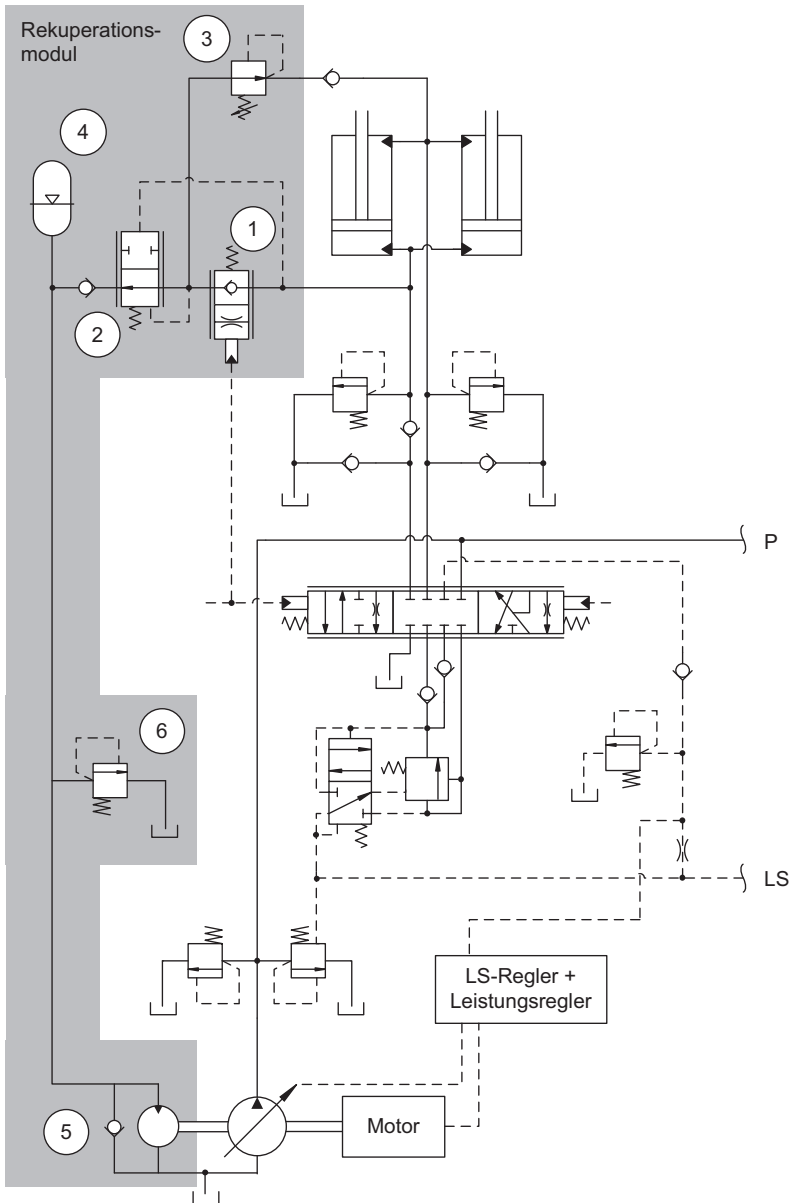 Rekuperations-
modul
3
4
1
2
P
6
LS
LS-Regler +
Leistungsregler
5
Motor